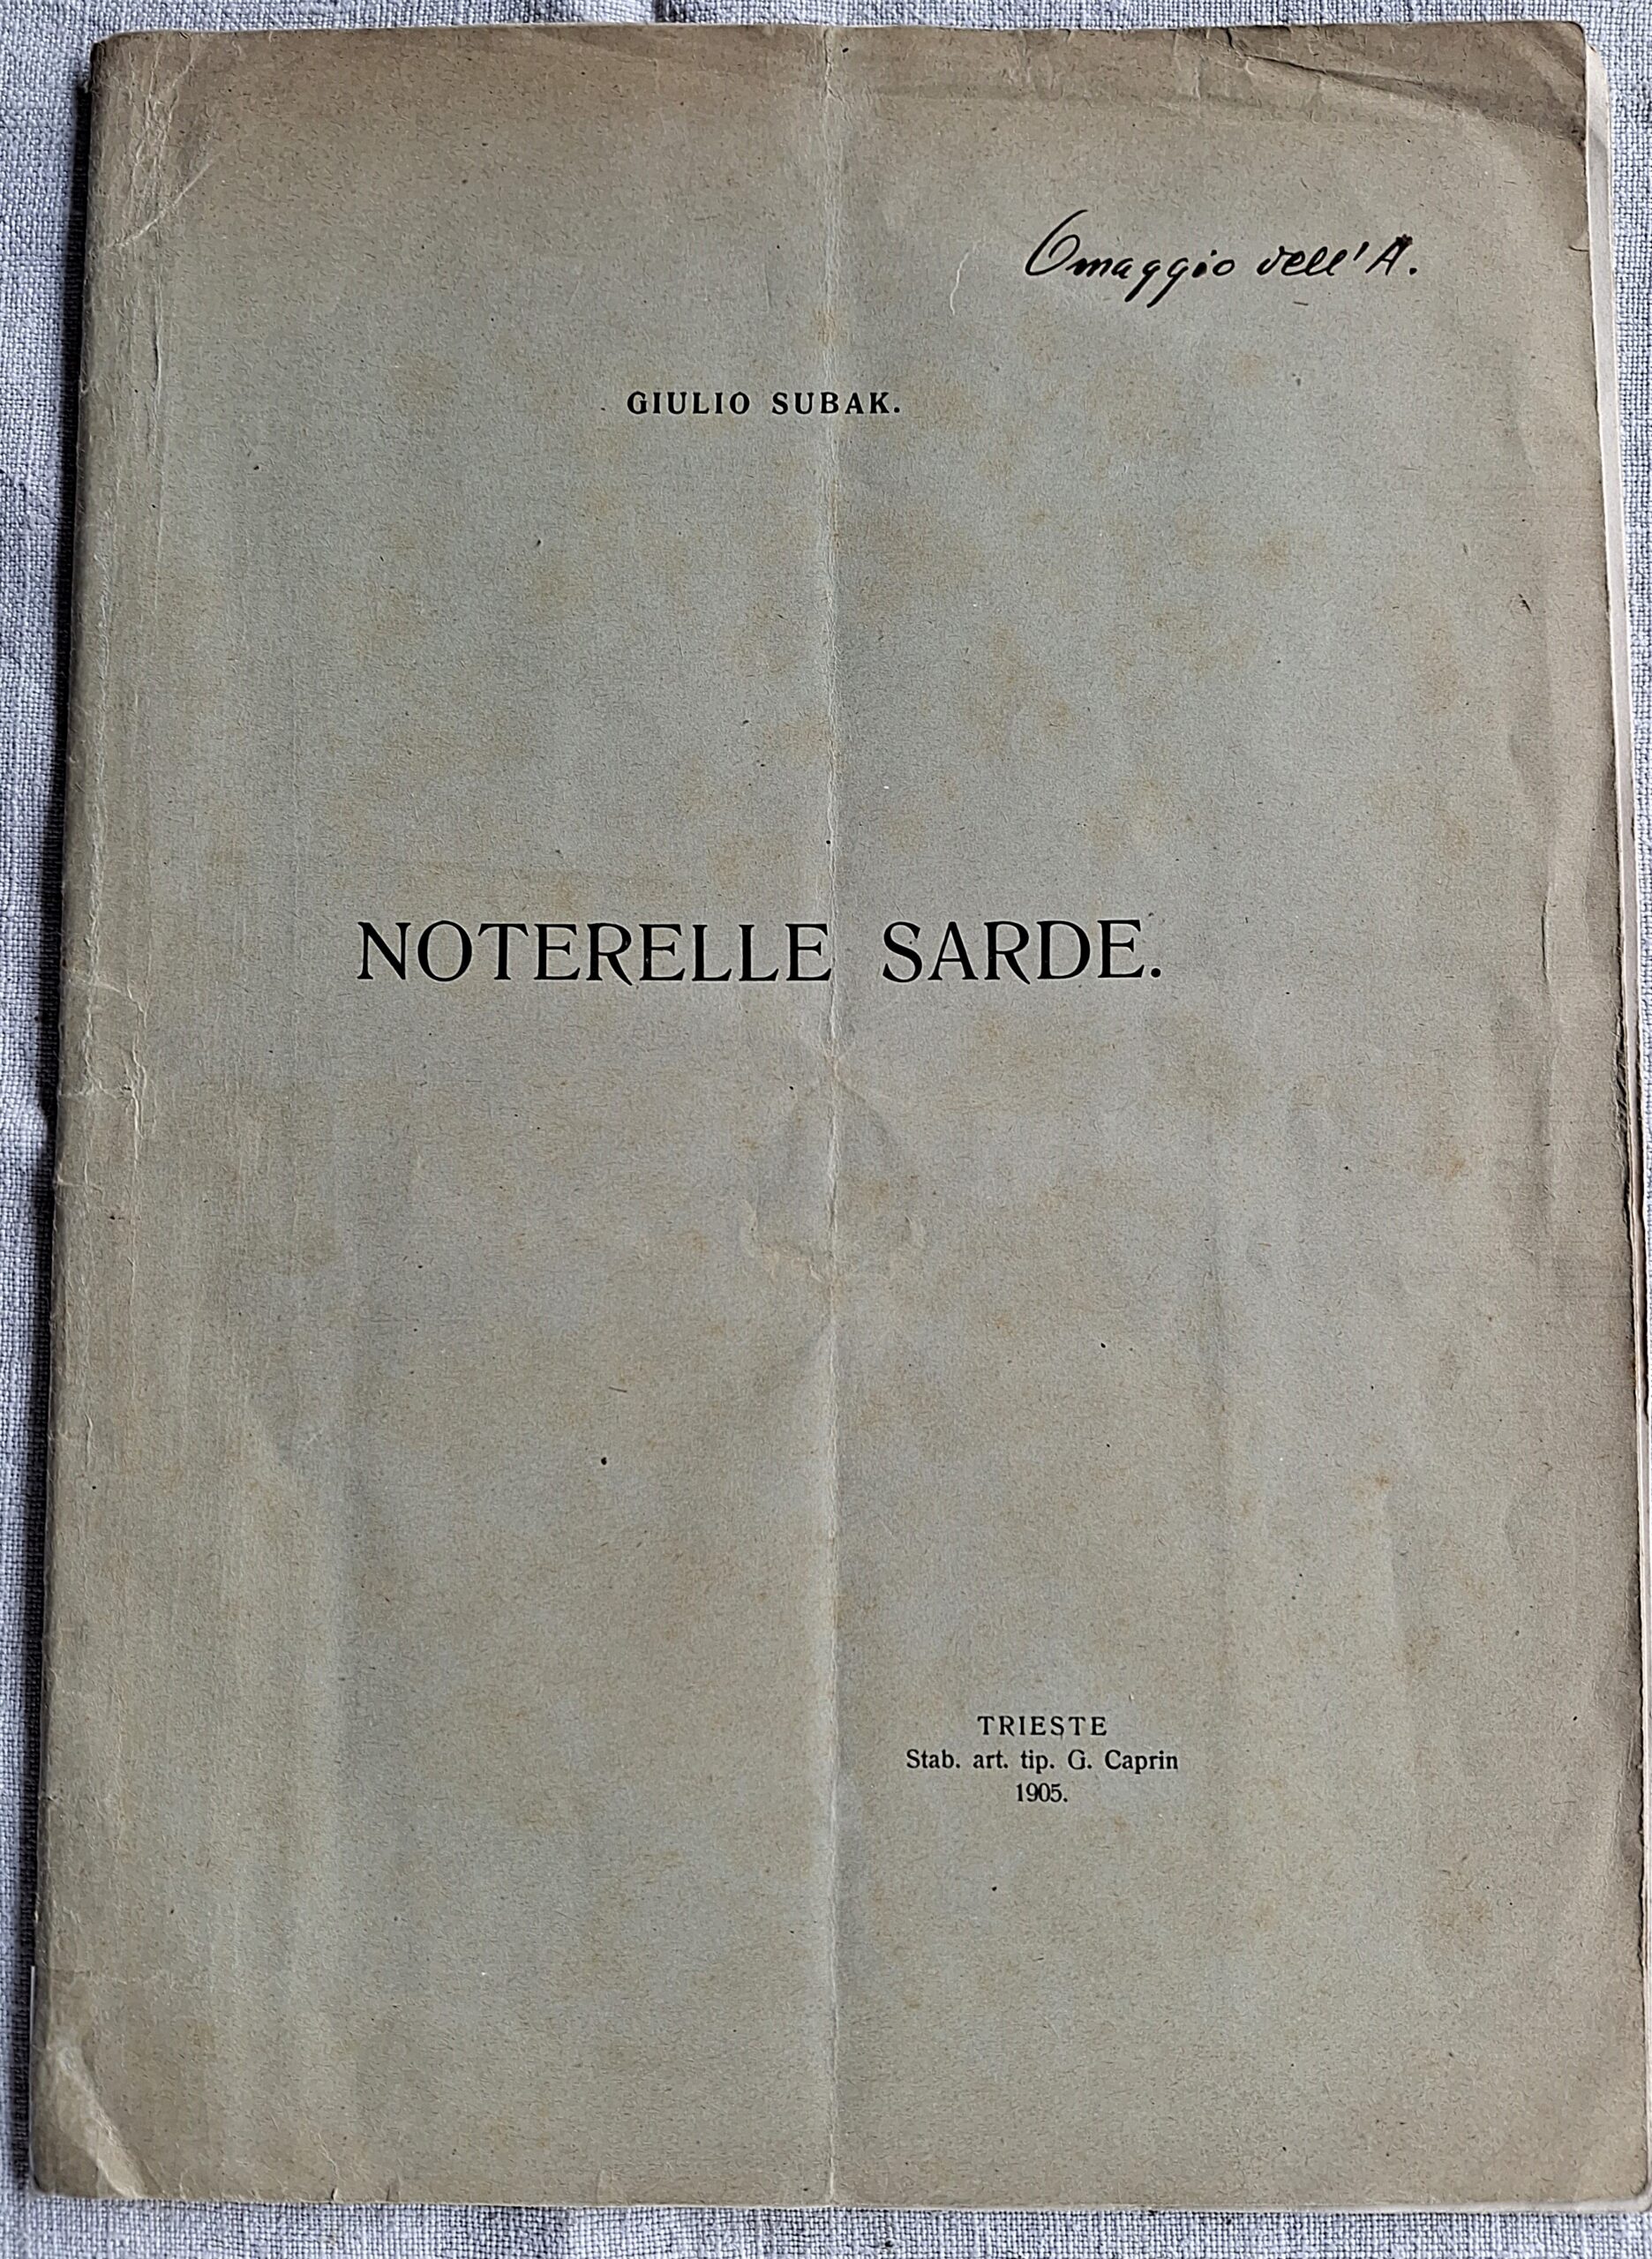 Omaggio dell'A.
GIULIO SUBAK.
NOTERELLE SARDE.
TRIESTE
Stab. art. tip. G. Caprin
1905.